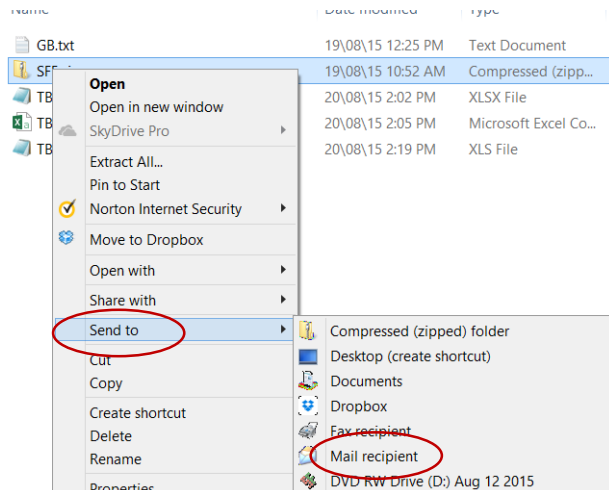 Name Date modified Type
GB.txt 19\08\15 12:25 PM Text Document
SFF 19\08\15 10:52 AM Compressed (zipp...
TB 20\08\15 2:02 PM XLSX File
TB 20\08\15 2:05 PM Microsoft Excel Co...
TB 20\08\15 2:19 PM XLS File
Open
Open in new window
SkyDrive Pro
Extract All...
Pin to Start
Norton Internet Security
Move to Dropbox
Open with
Share with
Send to
Cut
Copy
Create shortcut
Delete
Rename
Properties
Compressed (zipped) folder
Desktop (create shortcut)
Documents
Dropbox
Fax recipient
Mail recipient
DVD RW Drive (D:) Aug 12 2015